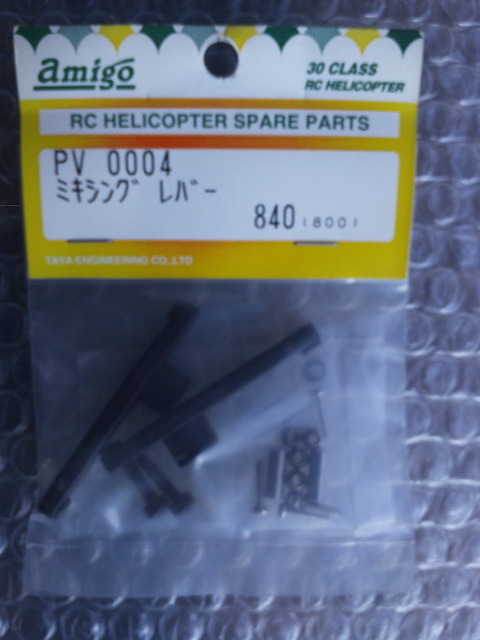 amigo
30 CLASS
RC HELICOPTER
RC HELICOPTER SPARE PARTS
PV 0004
ミキシング レバー
840(800)
TAYA ENGINEERING CO.,LTD